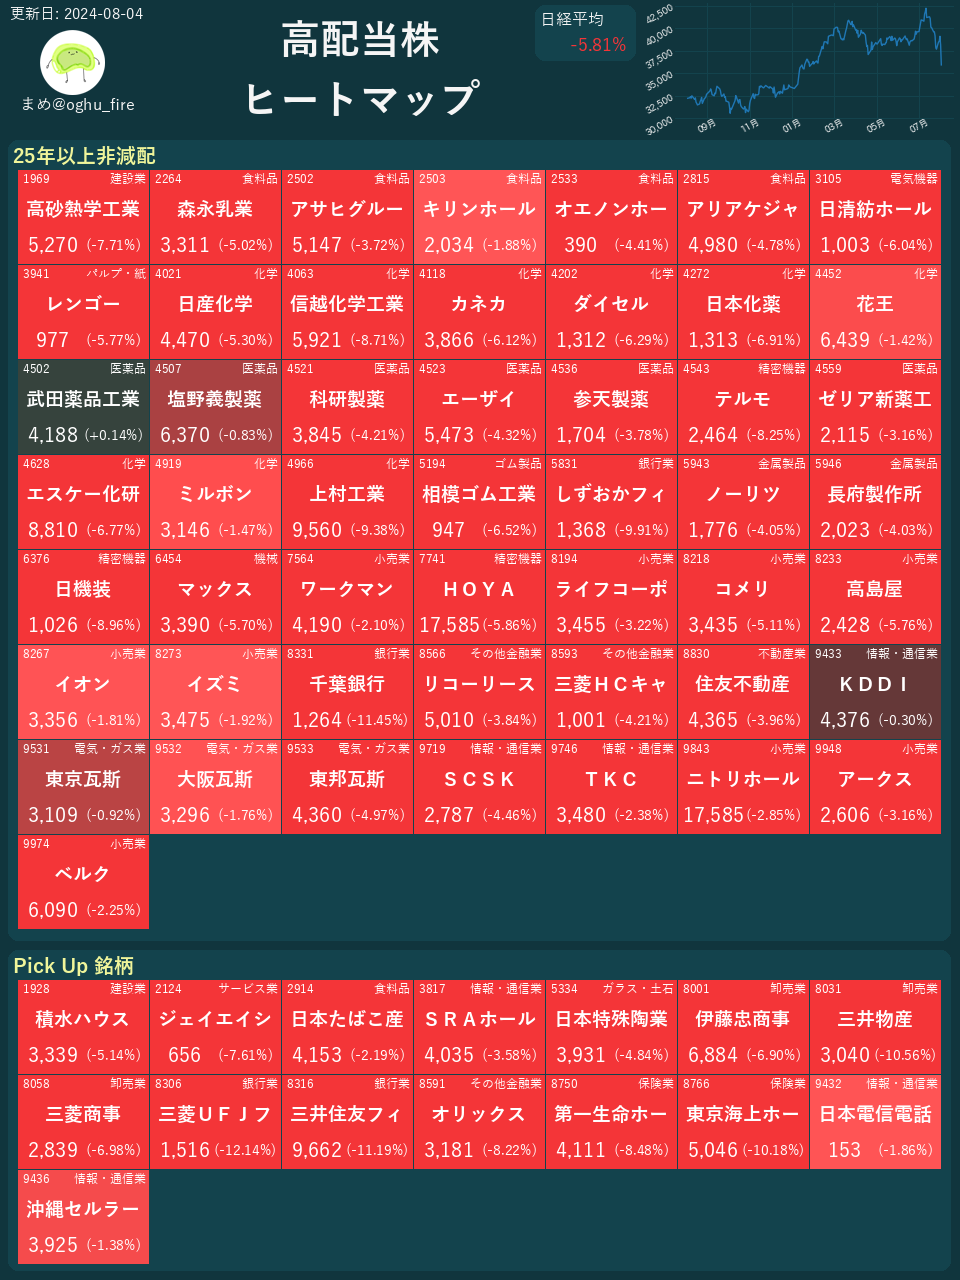 更新日: 2024-08-04
まめ@oghu_fire
高配当株
ヒートマップ
日経平均
-5.81%
42,500
40,000
37,500
35,000
32,500
30,000
09月 11月 01月 03月 05月 07月
25年以上非減配
1969 建設業 2264 食料品 2502 食料品 2503 食料品 2533 食料品 2815 食料品 3105 電気機器
高砂熱学工業 森永乳業 アサヒグルー キリンホール オエノンホー アリアケジャ 日清紡ホール
5,270 (-7.71%) 3,311 (-5.02%) 5,147 (-3.72%) 2,034 (-1.88%) 390 (-4.41%) 4,980 (-4.78%) 1,003 (-6.04%)
3941 パルプ・紙 4021 化学 4063 化学 4118 化学 4202 化学 4272 化学 4452 化学
レンゴー 日産化学 信越化学工業 カネカ ダイセル 日本化薬 花王
977 (-5.77%) 4,470 (-5.30%) 5,921 (-8.71%) 3,866 (-6.12%) 1,312 (-6.29%) 1,313 (-6.91%) 6,439 (-1.42%)
4502 医薬品 4507 医薬品 4521 医薬品 4523 医薬品 4536 医薬品 4543 精密機器 4559 医薬品
武田薬品工業 塩野義製薬 科研製薬 エーザイ 参天製薬 テルモ ゼリア新薬工
4,188 (+0.14%) 6,370 (-0.83%) 3,845 (-4.21%) 5,473 (-4.32%) 1,704 (-3.78%) 2,464 (-8.25%) 2,115 (-3.16%)
4628 化学 4919 化学 4966 化学 5194 ゴム製品 5831 銀行業 5943 金属製品 5946 金属製品
エスケー化研 ミルボン 上村工業 相模ゴム工業 しずおかフィ ノーリツ 長府製作所
8,810 (-6.77%) 3,146 (-1.47%) 9,560 (-9.38%) 947 (-6.52%) 1,368 (-9.91%) 1,776 (-4.05%) 2,023 (-4.03%)
6376 精密機器 6454 機械 7564 小売業 7741 精密機器 8194 小売業 8218 小売業 8233 小売業
日機装 マックス ワークマン ＨＯＹＡ ライフコーポ コメリ 高島屋
1,026 (-8.96%) 3,390 (-5.70%) 4,190 (-2.10%) 17,585 (-5.86%) 3,455 (-3.22%) 3,435 (-5.11%) 2,428 (-5.76%)
8267 小売業 8273 小売業 8331 銀行業 8566 その他金融業 8593 その他金融業 8830 不動産業 9433 情報・通信業
イオン イズミ 千葉銀行 リコーリース 三菱ＨＣキャ 住友不動産 ＫＤＤＩ
3,356 (-1.81%) 3,475 (-1.92%) 1,264 (-11.45%) 5,010 (-3.84%) 1,001 (-4.21%) 4,365 (-3.96%) 4,376 (-0.30%)
9531 電気・ガス業 9532 電気・ガス業 9533 電気・ガス業 9719 情報・通信業 9746 情報・通信業 9843 小売業 9948 小売業
東京瓦斯 大阪瓦斯 東邦瓦斯 ＳＣＳＫ ＴＫＣ ニトリホール アークス
3,109 (-0.92%) 3,296 (-1.76%) 4,360 (-4.97%) 2,787 (-4.46%) 3,480 (-2.38%) 17,585 (-2.85%) 2,606 (-3.16%)
9974 小売業
ベルク
6,090 (-2.25%)
Pick Up 銘柄
1928 建設業 2124 サービス業 2914 食料品 3817 情報・通信業 5334 ガラス・土石 8001 卸売業 8031 卸売業
積水ハウス ジェイエイシ 日本たばこ産 ＳＲＡホール 日本特殊陶業 伊藤忠商事 三井物産
3,339 (-5.14%) 656 (-7.61%) 4,153 (-2.19%) 4,035 (-3.58%) 3,931 (-4.84%) 6,884 (-6.90%) 3,040 (-10.56%)
8058 卸売業 8306 銀行業 8316 銀行業 8591 その他金融業 8750 保険業 8766 保険業 9432 情報・通信業
三菱商事 三菱ＵＦＪフ 三井住友フィ オリックス 第一生命ホー 東京海上ホー 日本電信電話
2,839 (-6.98%) 1,516 (-12.14%) 9,662 (-11.19%) 3,181 (-8.22%) 4,111 (-8.48%) 5,046 (-10.18%) 153 (-1.86%)
9436 情報・通信業
沖縄セルラー
3,925 (-1.38%)